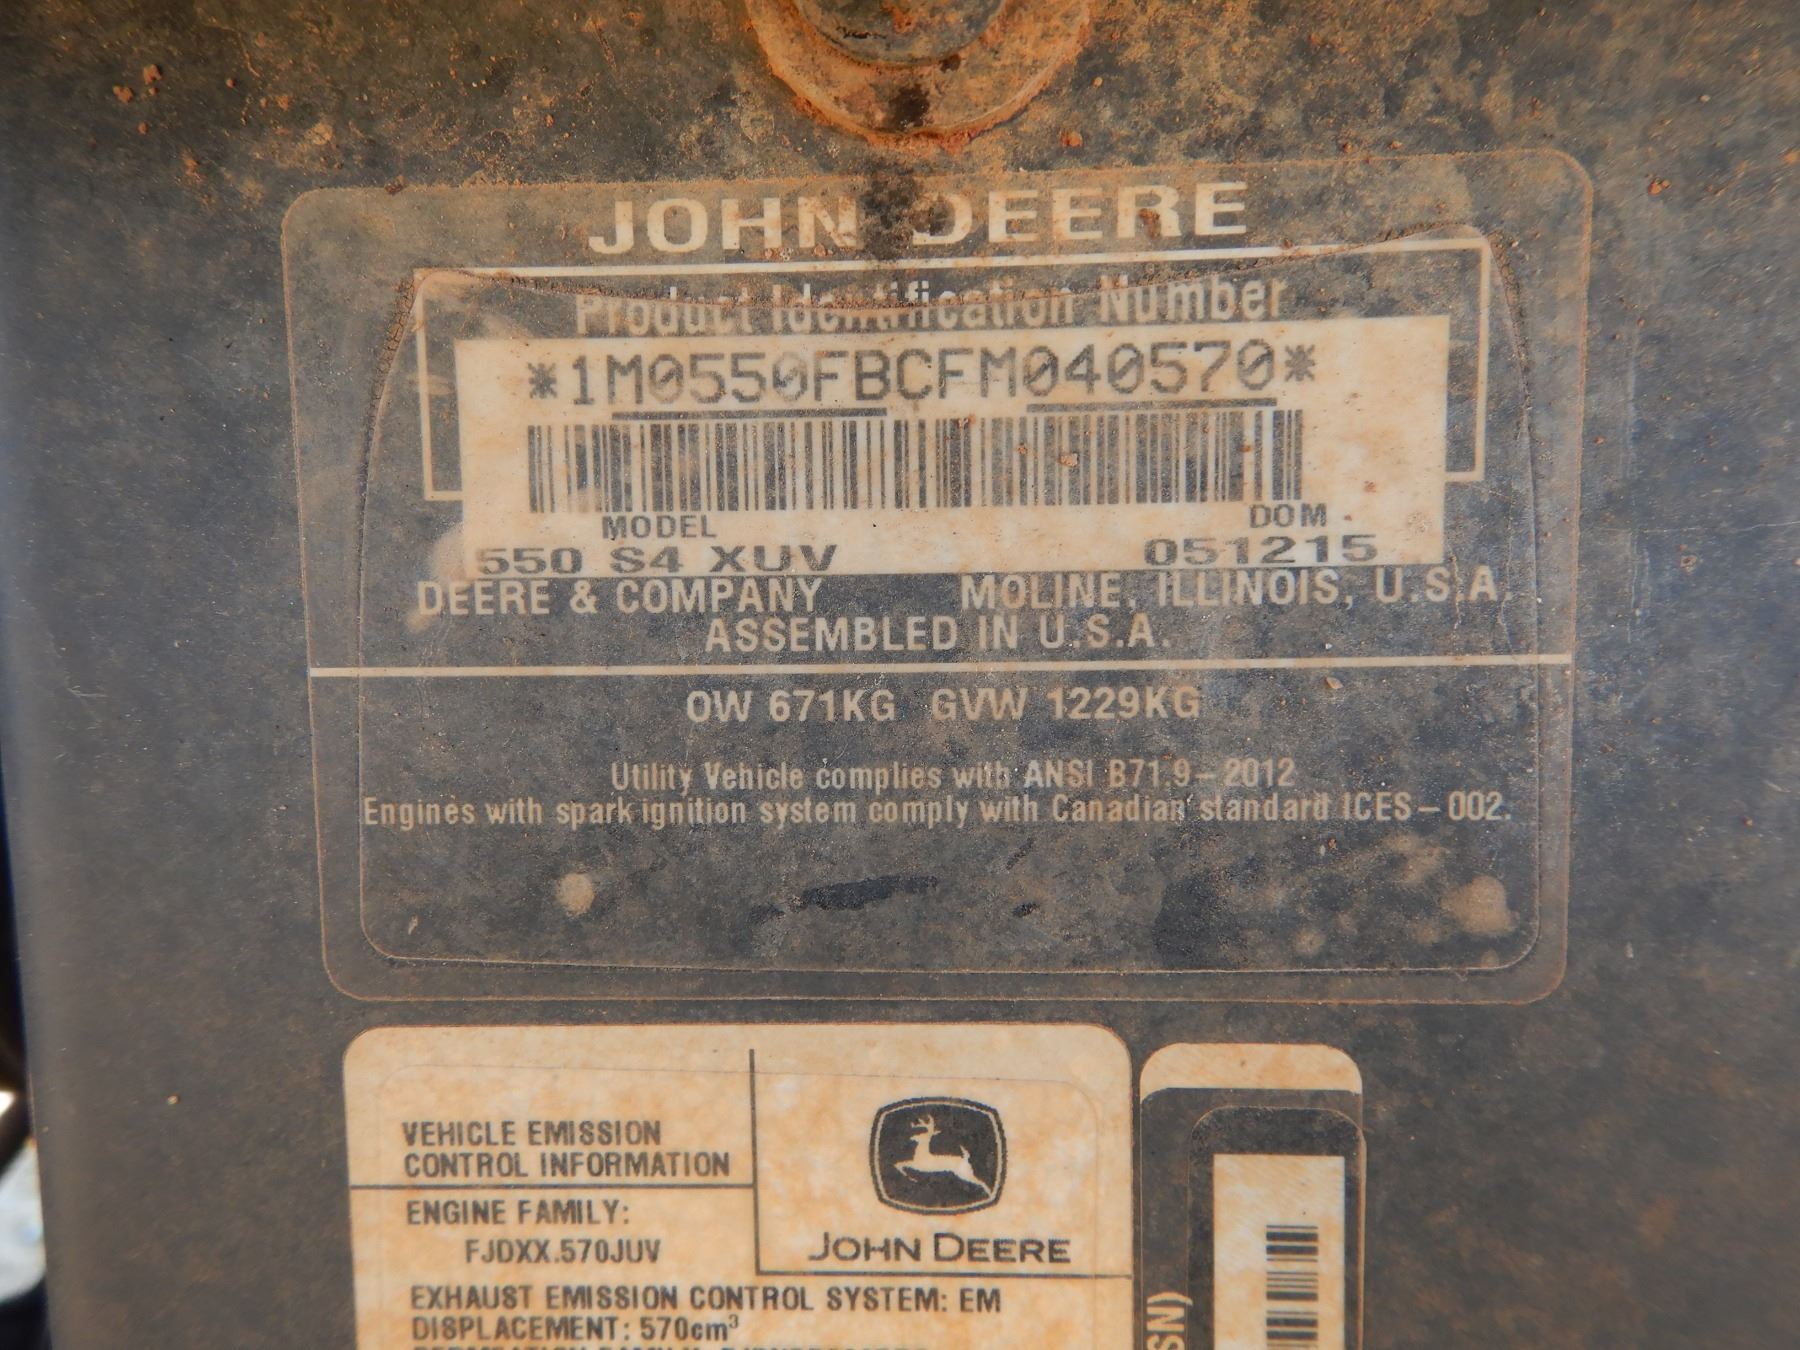 JOHN DEERE
Product Identification Number
*1M0550FBCFM040570*
MODEL DOM
550 S4 XUV 051215
DEERE & COMPANY MOLINE, ILLINOIS, U.S.A.
ASSEMBLED IN U.S.A.
OW 671KG GVW 1229KG
Utility Vehicle complies with ANSI B71.9-2012
Engines with spark ignition system comply with Canadian standard ICES-002.
VEHICLE EMISSION
CONTROL INFORMATION
ENGINE FAMILY:
FJDXX.570JUV
JOHN DEERE
EXHAUST EMISSION CONTROL SYSTEM: EM
DISPLACEMENT: 570cm³
SN)